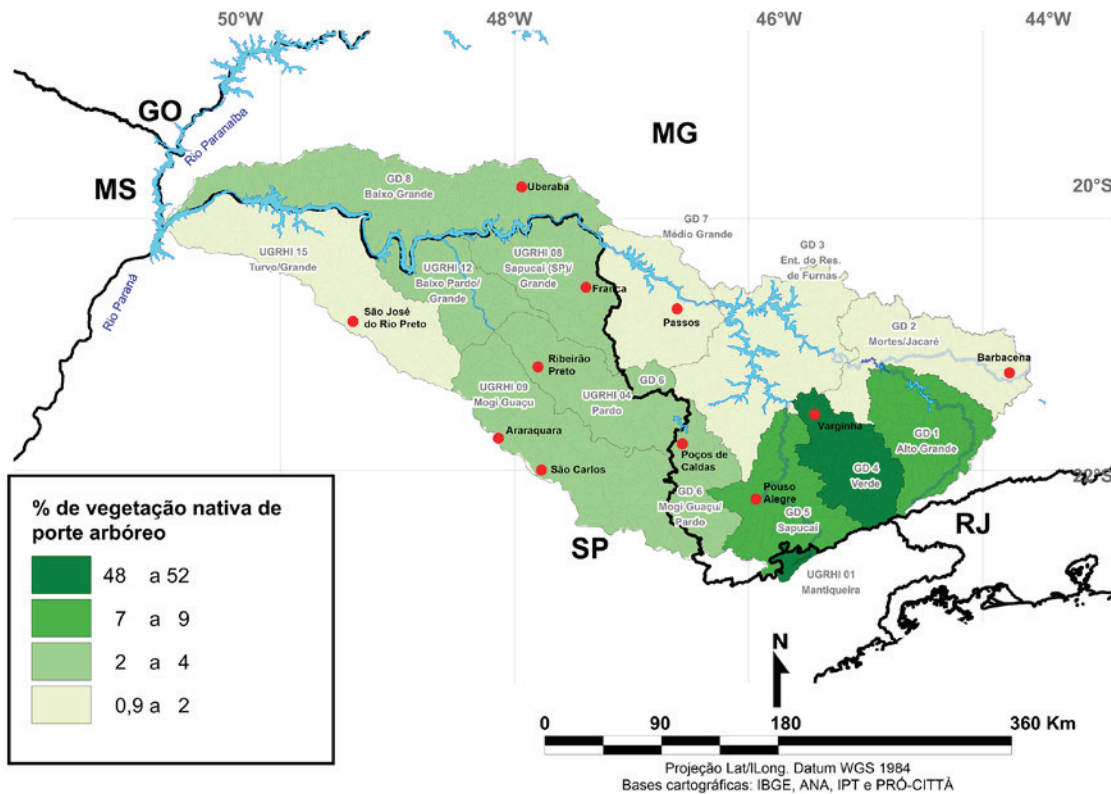 50°W
48°W
46°W
44°W
GO
Rio Paranaíba
MG
MS
GD 8
Baixo Grande
Uberaba
20°S
GD 7
Médio Grande
GD 3
Ent. do Res.
de Furnas
UGRHI 15
Turvo/Grande
UGRHI 12
Baixo Pardo/
Grande
UGRHI 08
Sapucaí (SP)/
Grande
Franca
Rio Paraná
São José
do Rio Preto
Passos
GD 2
Mortes/Jacaré
Barbacena
Ribeirão
Preto
GD 6
UGRHI 09
Mogi Guaçu
UGRHI 04
Pardo
Araraquara
São Carlos
Poços de
Caldas
Varginha
GD 1
Alto Grande
GD 4
Verde
22°S
GD 6
Mogi Guaçu/
Pardo
Pouso
Alegre
GD 5
Sapucaí
SP
RJ
UGRHI 01
Mantiqueira
% de vegetação nativa de
porte arbóreo
48 a 52
7 a 9
2 a 4
0,9 a 2
N
0 90 180 360 Km
Projeção Lat/lLong. Datum WGS 1984
Bases cartográficas: IBGE, ANA, IPT e PRÓ-CITTÀ